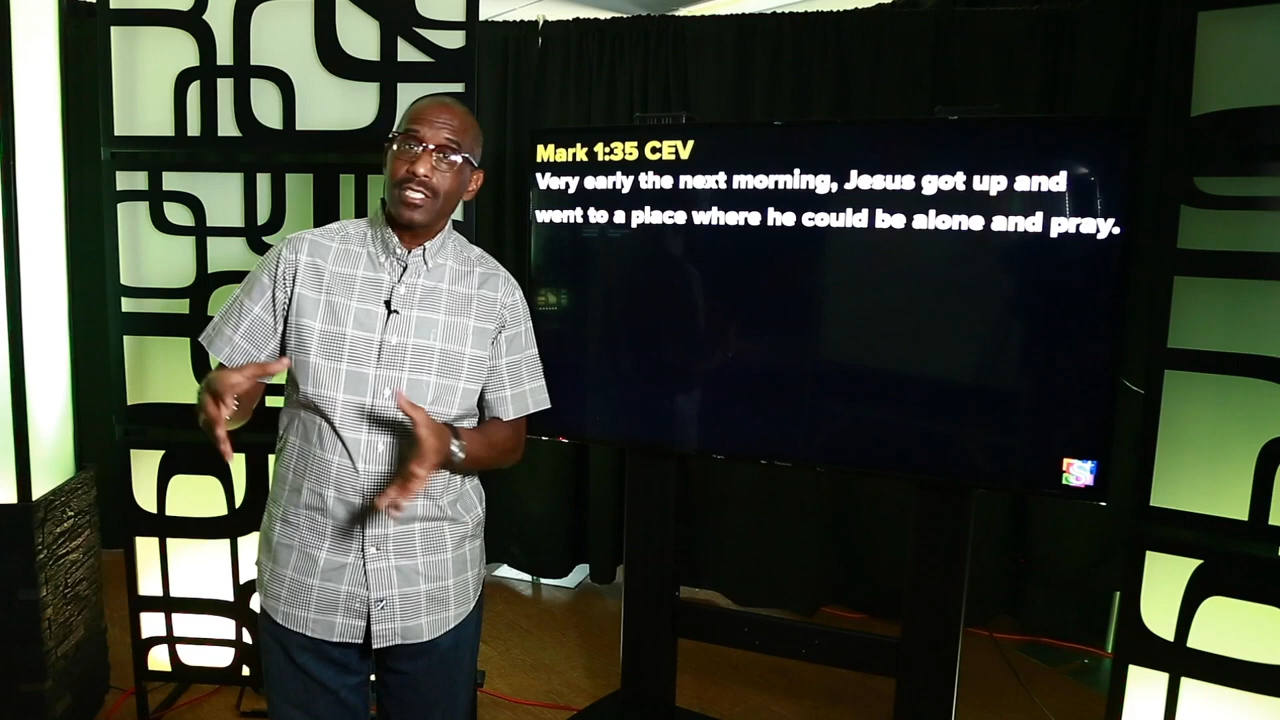 Mark 1:35 CEV
Very early the next morning, Jesus got up and
went to a place where he could be alone and pray.